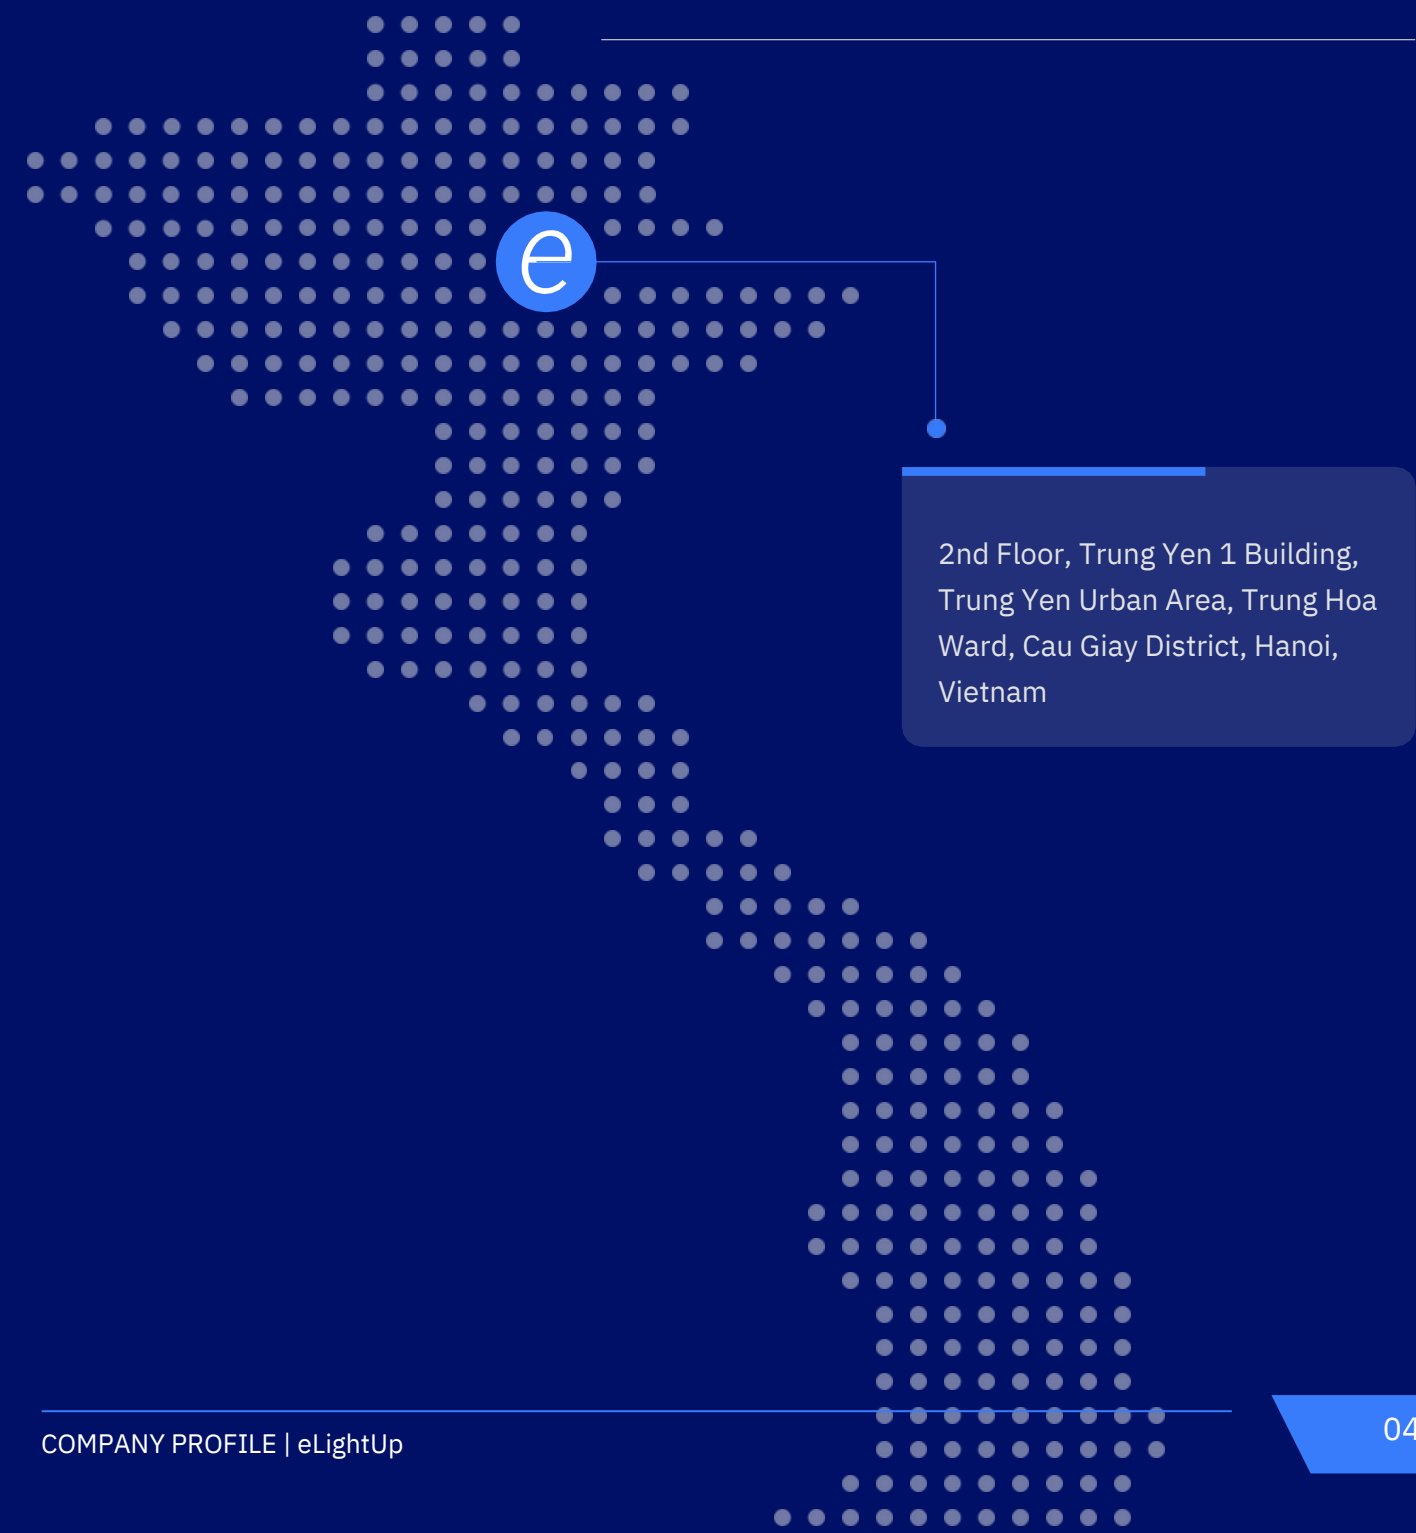 e
2nd Floor, Trung Yen 1 Building,
Trung Yen Urban Area, Trung Hoa
Ward, Cau Giay District, Hanoi,
Vietnam
COMPANY PROFILE | eLightUp
04